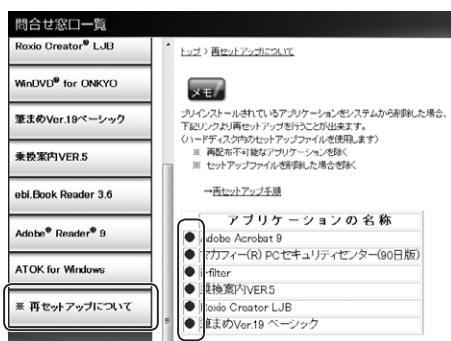 問合せ窓口一覧
Roxio Creator® LJB
WinDVD® for ONKYO
筆まめVer.19ベーシック
乗換案内VER.5
ebi.Book Reader 3.6
Adobe® Reader® 9
ATOK for Windows
※ 再セットアップについて
トップ > 再セットアップについて
メモ
プリインストールされているアプリケーションをシステムから削除した場合、
下記リンクより再セットアップを行うことが出来ます。
(ハードディスク内のセットアップファイルを使用します)
※ 再配布不可能なアプリケーションを除く
※ セットアップファイルを削除した場合を除く
→再セットアップ手順
アプリケーションの名称
● Adobo Acrobat 9
● マカフィー(R) PCセキュリティセンター(90日版)
● i-filter
● 乗換案内VER5
● Roxio Creator LJB
● 筆まめVer.19 ベーシック